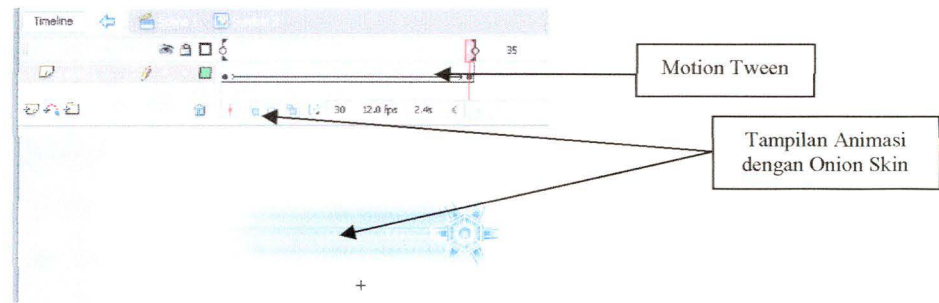 Timeline
35
30 12.0 fps 2.4s
Motion Tween
Tampilan Animasi
dengan Onion Skin